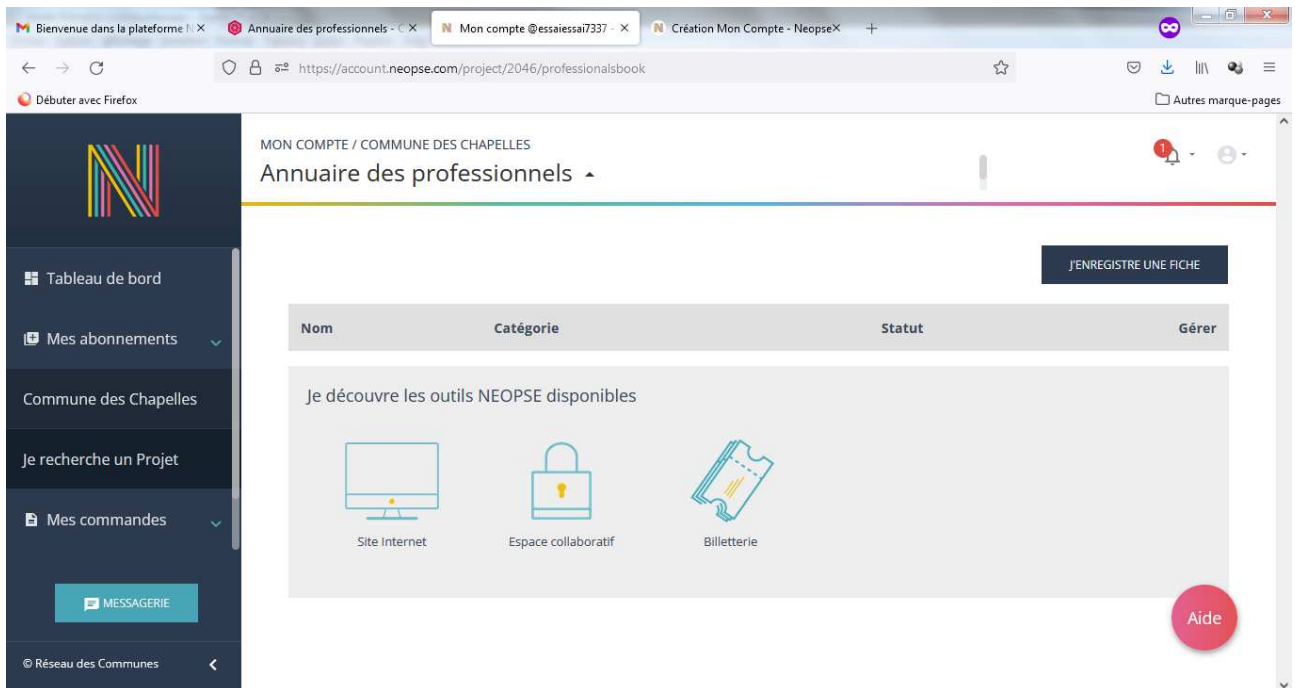 Bienvenue dans la plateforme N
Annuaire des professionnels - C
N Mon compte @essaiessai7337 -
N Création Mon Compte - Neopse
https://account.neopse.com/project/2046/professionalsbook
Débuter avec Firefox
Autres marque-pages
MON COMPTE / COMMUNE DES CHAPELLES
Annuaire des professionnels
1
J'ENREGISTRE UNE FICHE
Tableau de bord
Mes abonnements
Commune des Chapelles
Je recherche un Projet
Mes commandes
MESSAGERIE
© Réseau des Communes
Nom Catégorie Statut Gérer
Je découvre les outils NEOPSE disponibles
Site Internet
Espace collaboratif
Billetterie
Aide